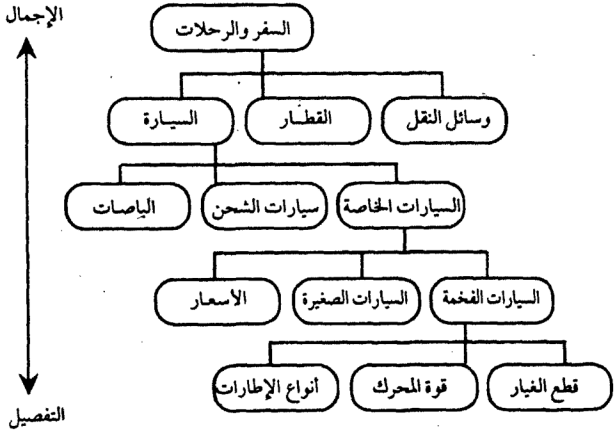 الإجمال
السفر والرحلات
وسائل النقل
القطار
السيارة
السيارات الخاصة
سيارات الشحن
الباصات
السيارات الفخمة
السيارات الصغيرة
الأسعار
قطع الغيار
قوة المحرك
أنواع الإطارات
التفصيل